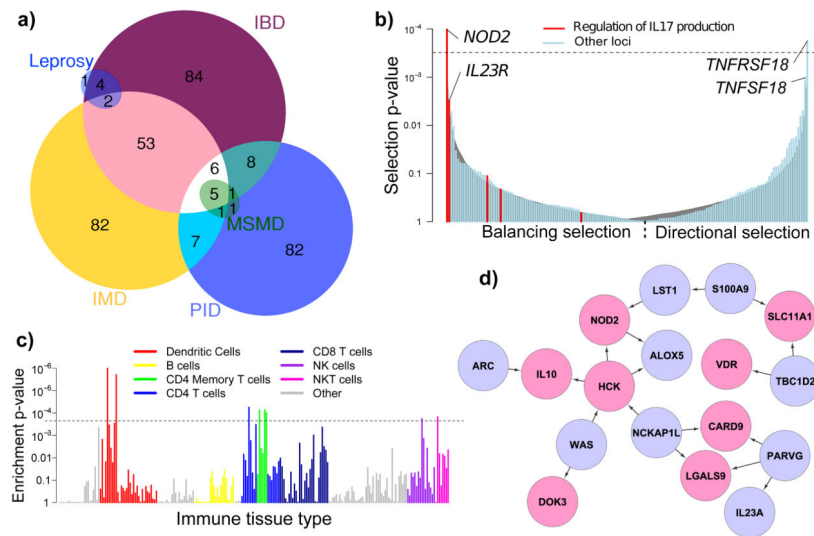 a)
IBD
Leprosy
84
1
4
2
53
6
8
5
1
1
1
MSMD
82
7
82
IMD
PID
b)
Regulation of IL17 production
Other loci
10⁻⁴
10⁻³
0.01
0.1
1
Selection p-value
NOD2
IL23R
TNFRSF18
TNFSF18
Balancing selection
Directional selection
c)
Dendritic Cells
B cells
CD4 Memory T cells
CD4 T cells
CD8 T cells
NK cells
NKT cells
Other
10⁻⁶
10⁻⁵
10⁻⁴
10⁻³
0.01
0.1
1
Enrichment p-value
Immune tissue type
d)
LST1
S100A9
NOD2
SLC11A1
ARC
IL10
ALOX5
VDR
TBC1D2
HCK
WAS
NCKAP1L
CARD9
PARVG
LGALS9
DOK3
IL23A